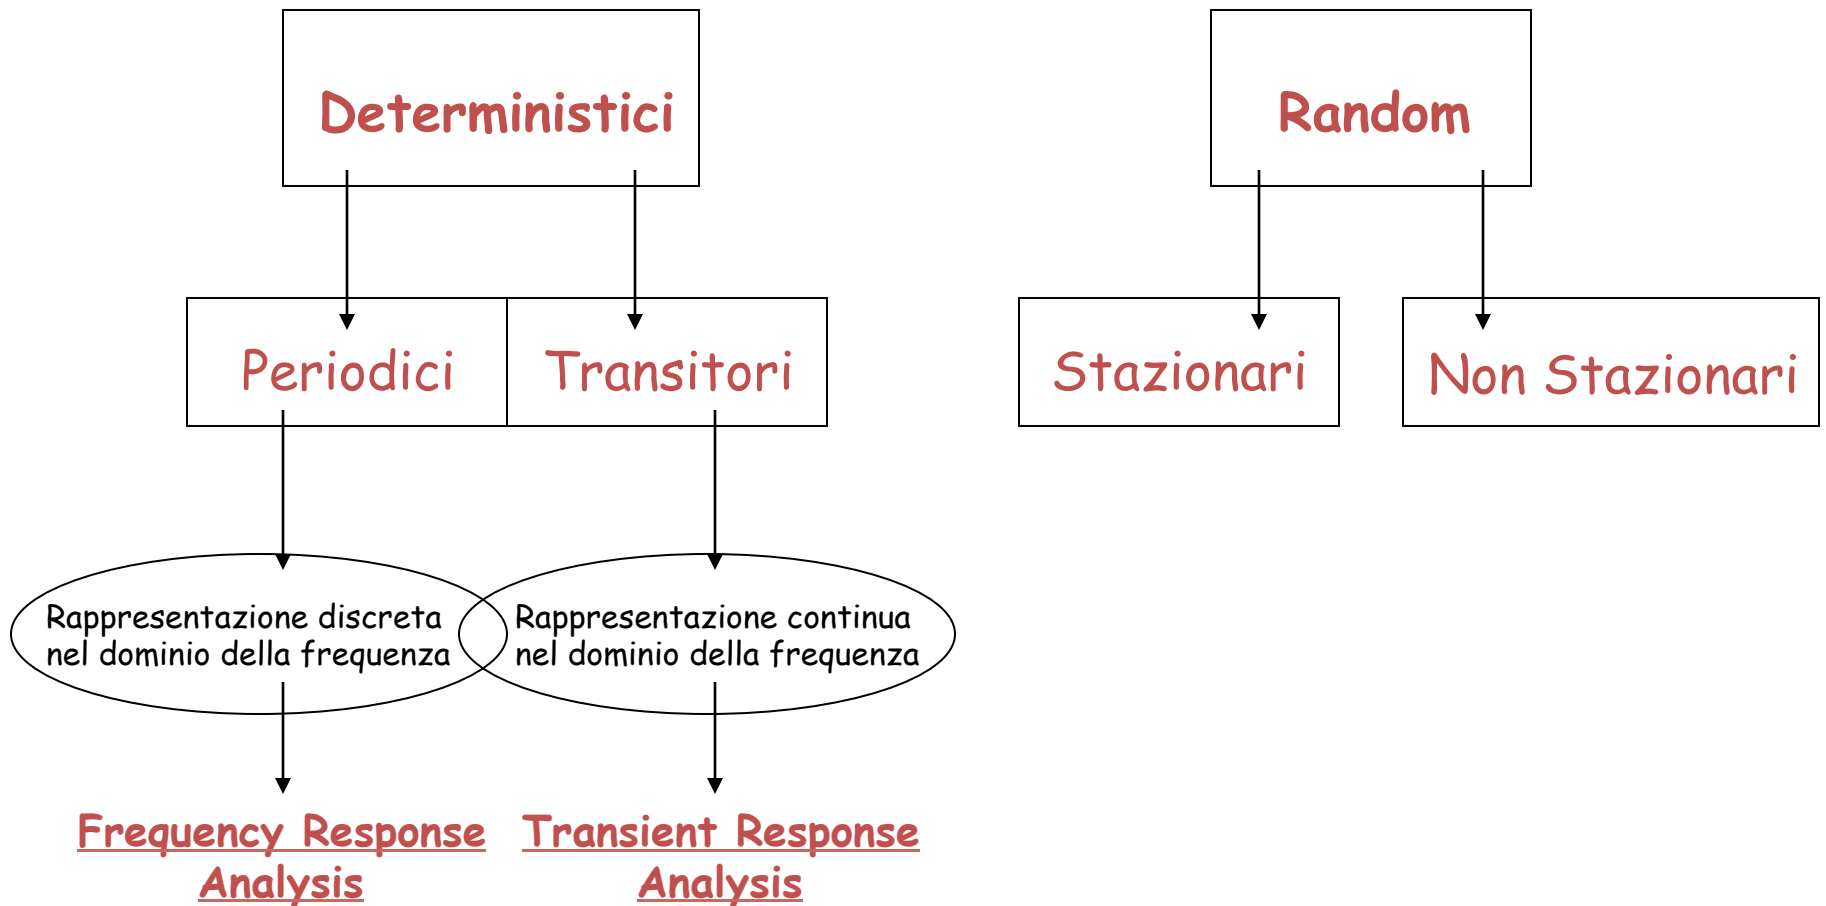 Deterministici
Random
Periodici
Transitori
Stazionari
Non Stazionari
Rappresentazione discreta
nel dominio della frequenza
Rappresentazione continua
nel dominio della frequenza
Frequency Response
Analysis
Transient Response
Analysis